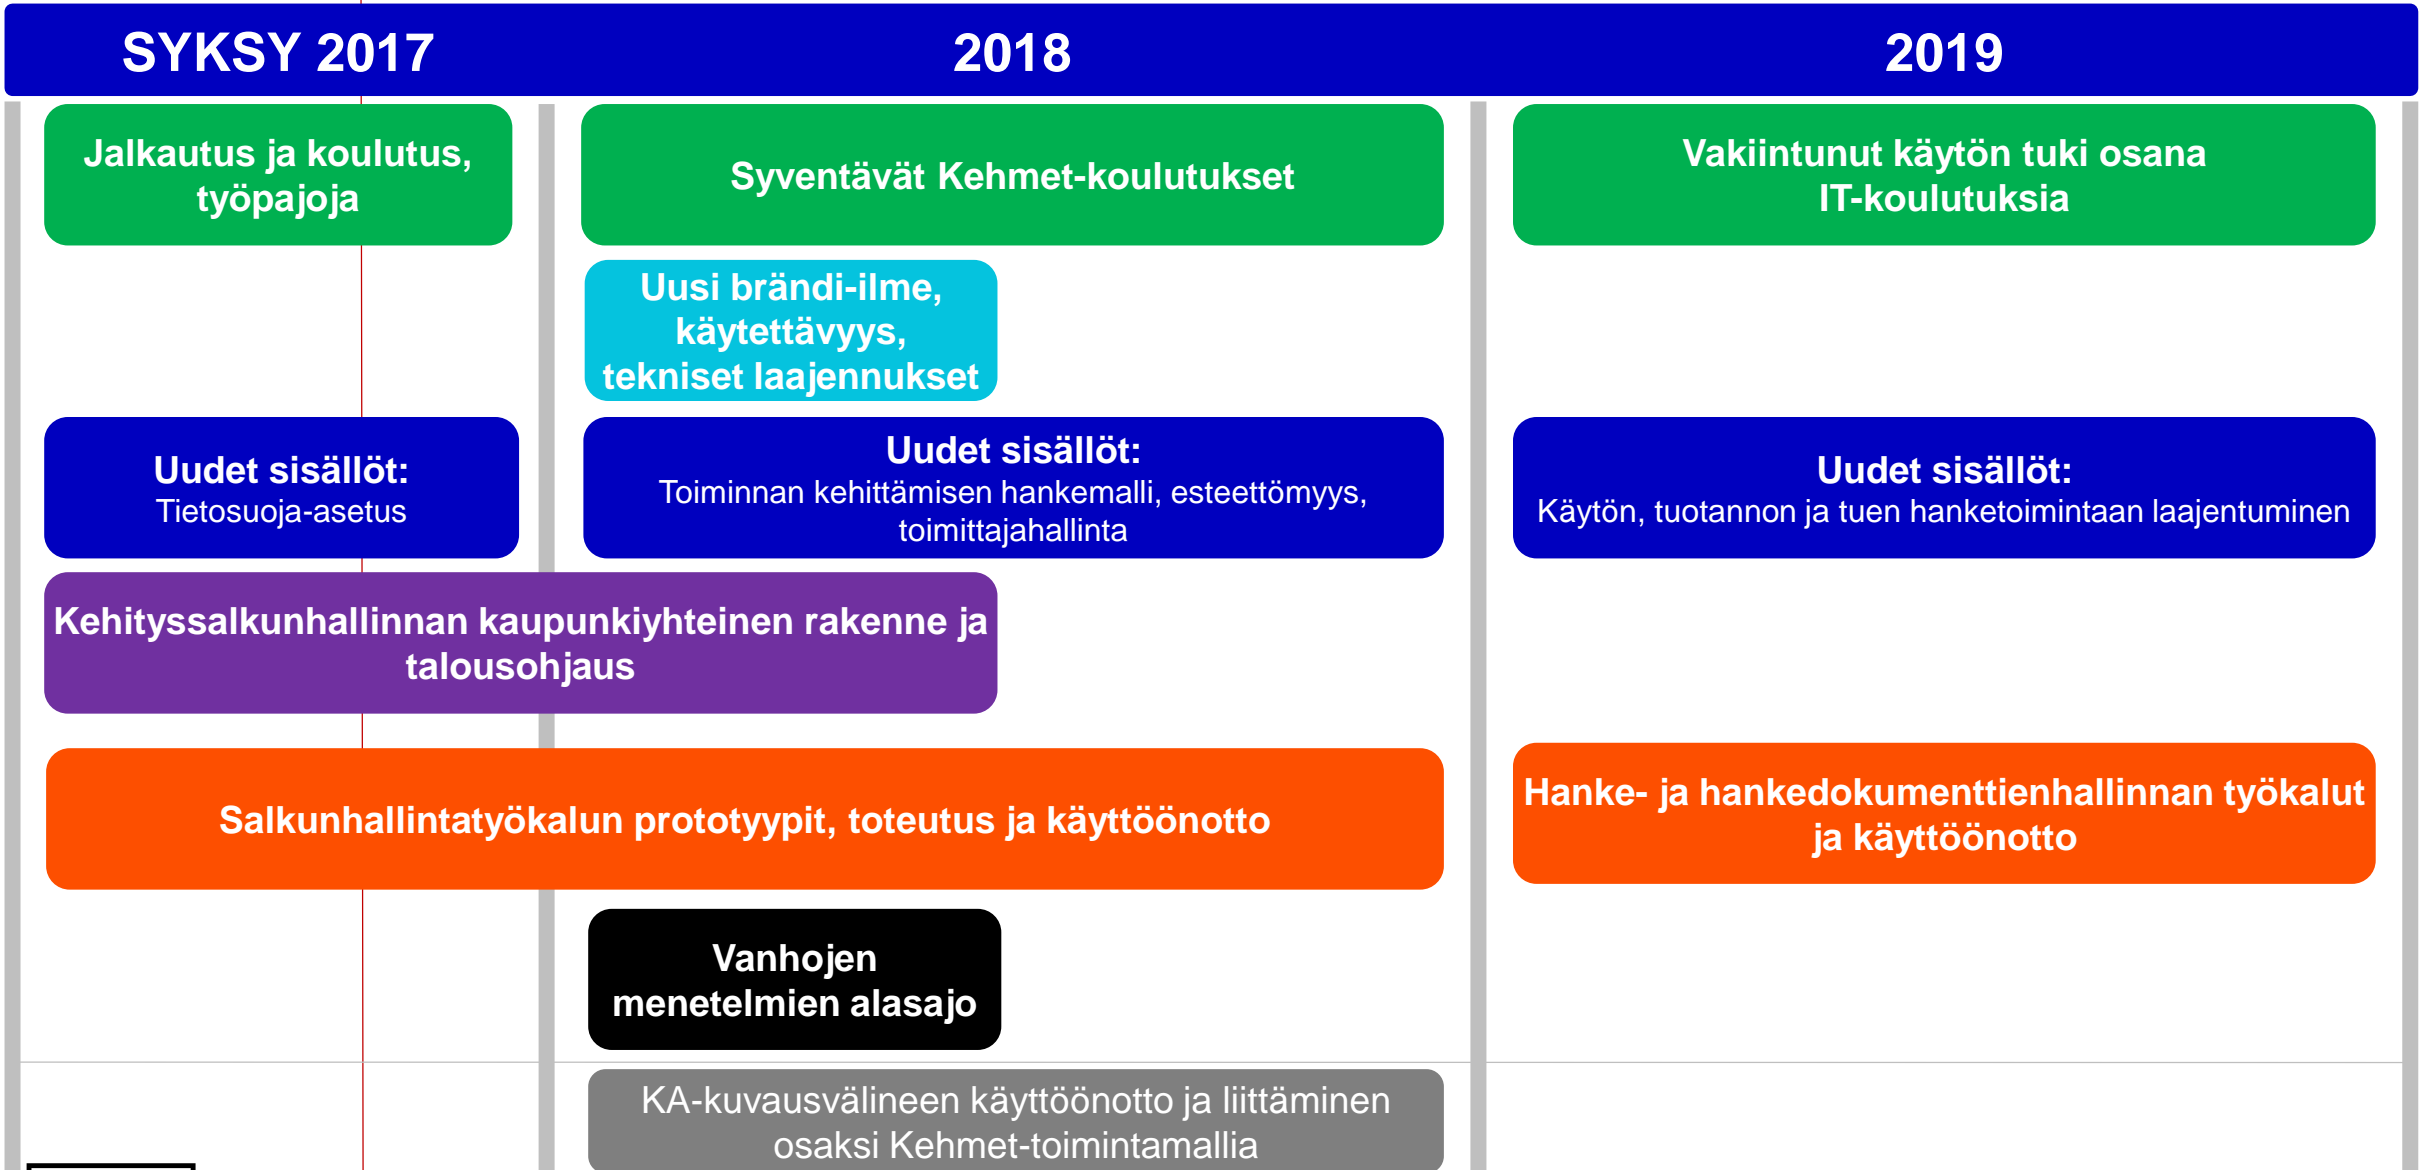 SYKSY 2017
2018
2019
Jalkautus ja koulutus,
työpajoja
Syventävät Kehmet-koulutukset
Vakiintunut käytön tuki osana
IT-koulutuksia
Uusi brändi-ilme,
käytettävyys,
tekniset laajennukset
Uudet sisällöt:
Tietosuoja-asetus
Uudet sisällöt:
Toiminnan kehittämisen hankemalli, esteettömyys,
toimittajahallinta
Uudet sisällöt:
Käytön, tuotannon ja tuen hanketoimintaan laajentuminen
Kehityssalkunhallinnan kaupunkiyhteinen rakenne ja
talousohjaus
Salkunhallintatyökalun prototyypit, toteutus ja käyttöönotto
Hanke- ja hankedokumenttienhallinnan työkalut
ja käyttöönotto
Vanhojen
menetelmien alasajo
KA-kuvausvälineen käyttöönotto ja liittäminen
osaksi Kehmet-toimintamallia